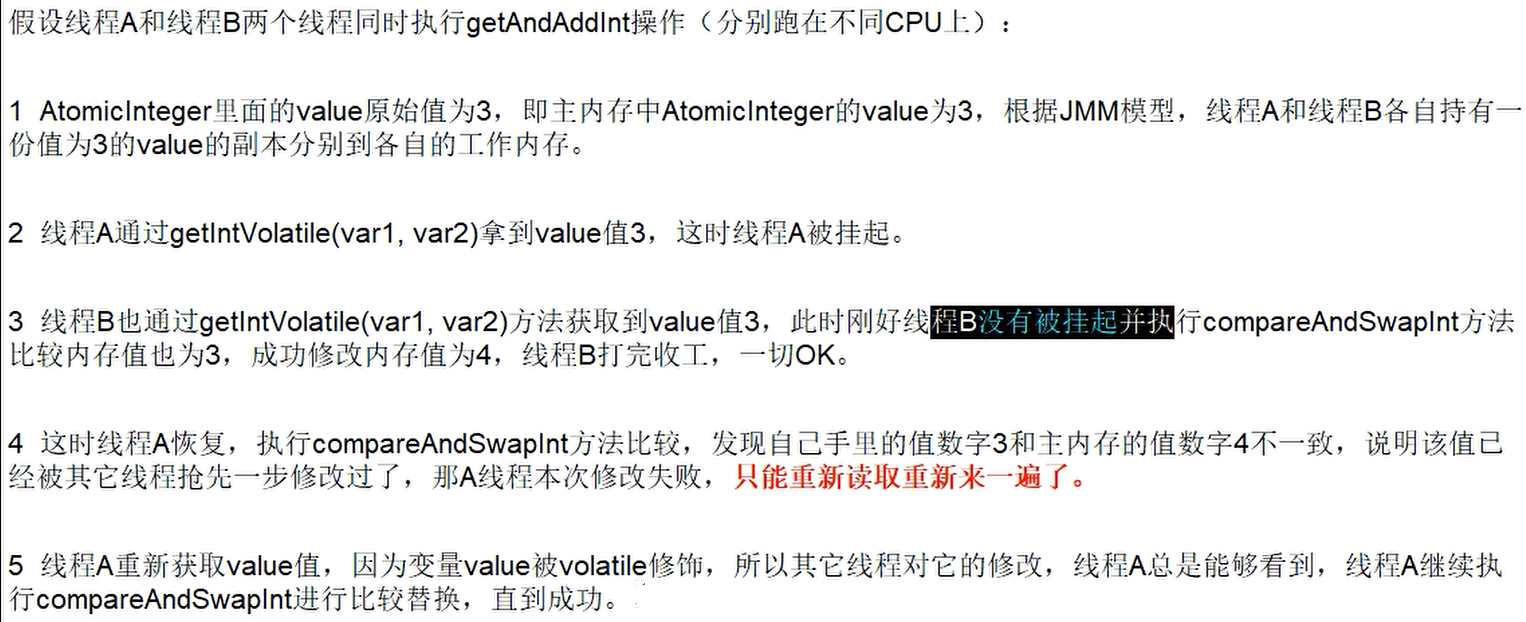 假设线程A和线程B两个线程同时执行getAndAddInt操作（分别跑在不同CPU上）：
1 AtomicInteger里面的value原始值为3，即主内存中AtomicInteger的value为3，根据JMM模型，线程A和线程B各自持有一
份值为3的value的副本分别到各自的工作内存。
2 线程A通过getIntVolatile(var1, var2)拿到value值3，这时线程A被挂起。
3 线程B也通过getIntVolatile(var1, var2)方法获取到value值3，此时刚好线程B没有被挂起并执行compareAndSwapInt方法
比较内存值也为3，成功修改内存值为4，线程B打完收工，一切OK。
4 这时线程A恢复，执行compareAndSwapInt方法比较，发现自己手里的值数字3和主内存的值数字4不一致，说明该值已
经被其它线程抢先一步修改过了，那A线程本次修改失败，只能重新读取重新来一遍了。
5 线程A重新获取value值，因为变量value被volatile修饰，所以其它线程对它的修改，线程A总是能够看到，线程A继续执
行compareAndSwapInt进行比较替换，直到成功。